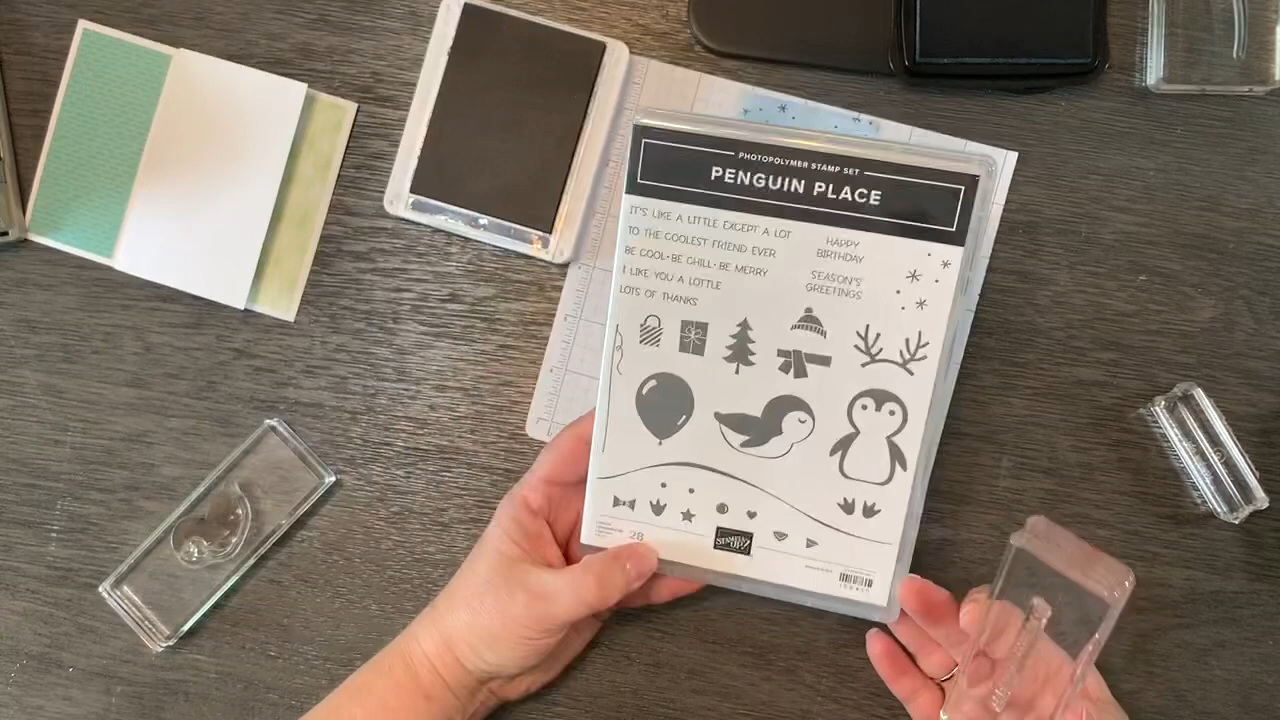 PHOTOPOLYMER STAMP SET
PENGUIN PLACE
IT'S LIKE A LITTLE EXCEPT A LOT
TO THE COOLEST FRIEND EVER
BE COOL • BE CHILL • BE MERRY
I LIKE YOU A LOTTLE
LOTS OF THANKS
HAPPY
BIRTHDAY
SEASON'S
GREETINGS
28
STAMPIN' UP!